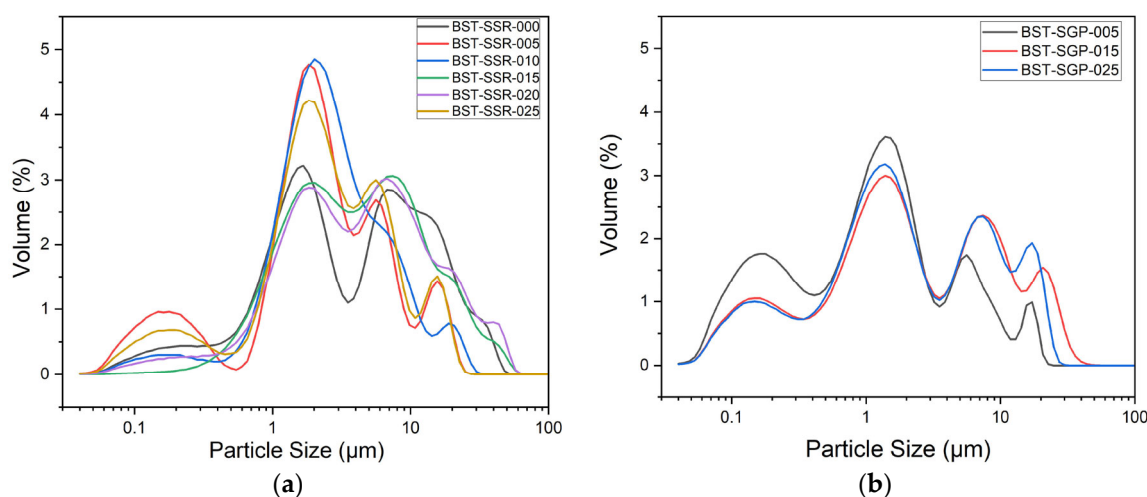 BST-SSR-000
BST-SSR-005
BST-SSR-010
BST-SSR-015
BST-SSR-020
BST-SSR-025
5
4
3
2
1
0
Volume (%)
0.1 1 10 100
Particle Size (µm)
(a)
BST-SGP-005
BST-SGP-015
BST-SGP-025
5
4
3
2
1
0
Volume (%)
0.1 1 10 100
Particle Size (µm)
(b)